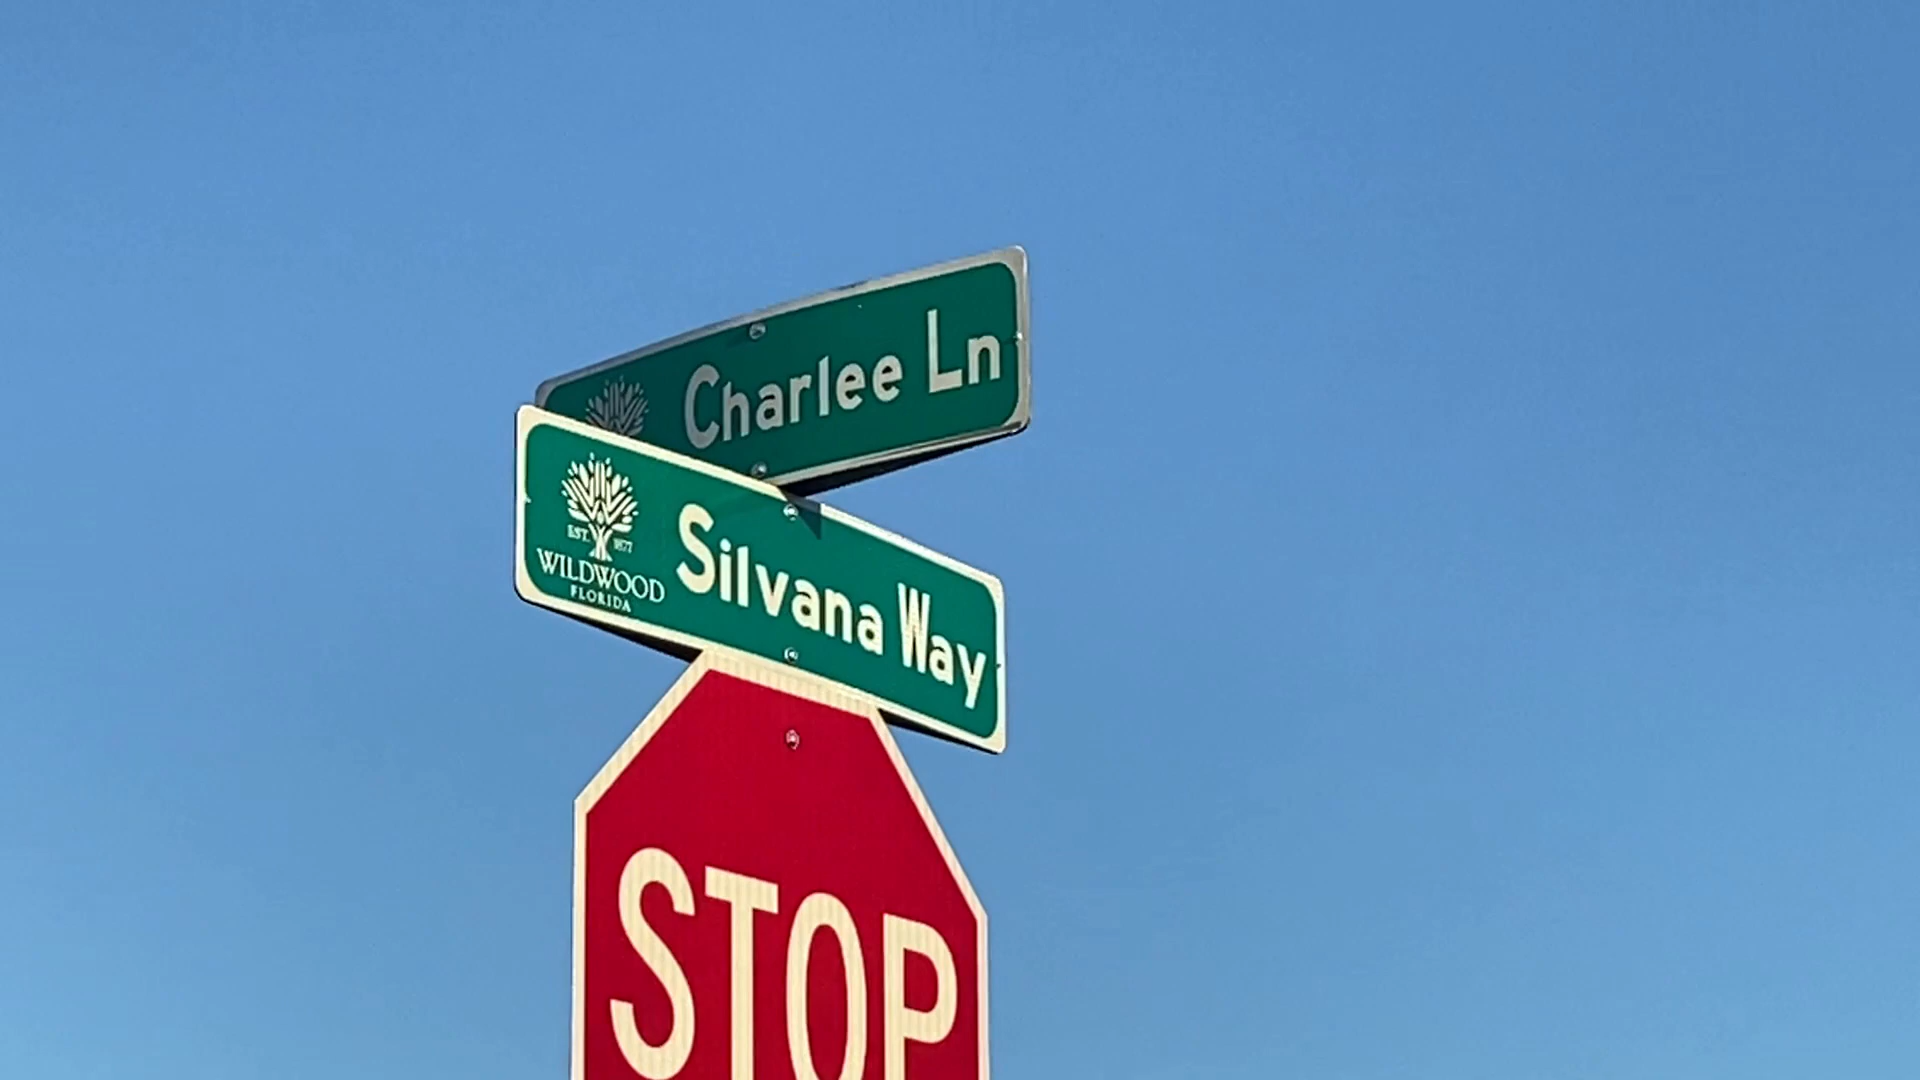 Charlee Ln
EST. 1877
WILDWOOD
FLORIDA
Silvana Way
STOP